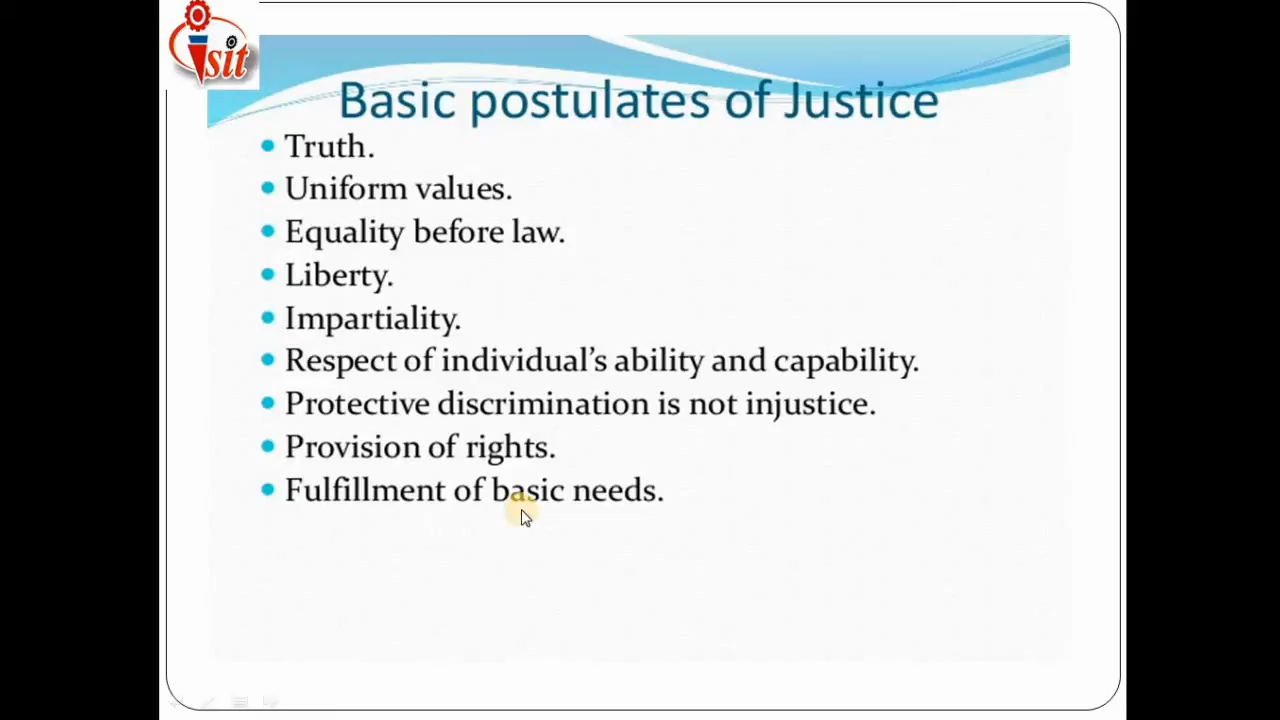 isit
Basic postulates of Justice
• Truth.
• Uniform values.
• Equality before law.
• Liberty.
• Impartiality.
• Respect of individual's ability and capability.
• Protective discrimination is not injustice.
• Provision of rights.
• Fulfillment of basic needs.